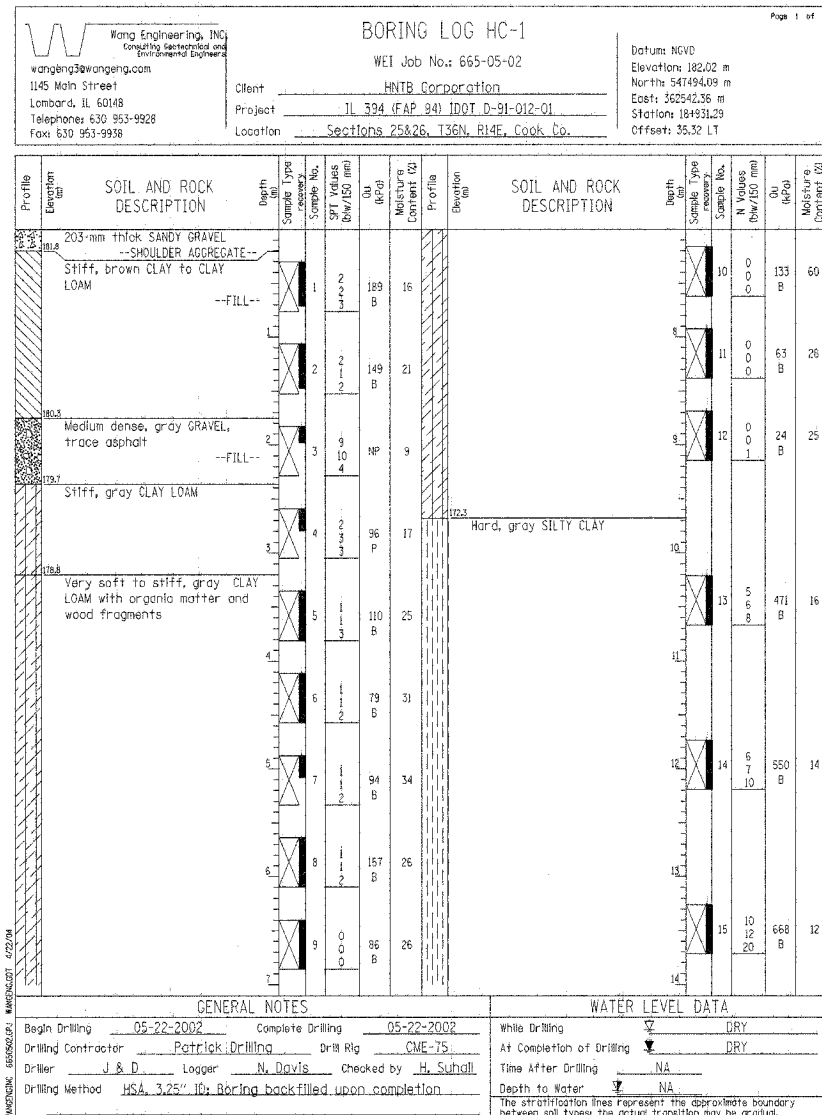 Page 1 of
Wang Engineering, INC.
Consulting Geotechnical and
Environmental Engineers
wangeng3@wangeng.com
1145 Main Street
Lombard, IL 60148
Telephone: 630 953-9928
Fax: 630 953-9938
BORING LOG HC-1
WEI Job No.: 665-05-02
Client HNTB Corporation
Project IL 394 (FAP 94) IDOT D-91-012-01
Location Sections 25&26, T36N, R14E, Cook Co.
Datum: NGVD
Elevation: 182.02 m
North: 547494.09 m
East: 362542.36 m
Station: 18+931.29
Offset: 35.32 LT
Profile
Elevation (m)
SOIL AND ROCK
DESCRIPTION
Depth (m)
Sample Type
recovery
Sample No.
SPT Values (blw/150 mm)
Qu (kPa)
Moisture Content (%)
Profile
Elevation (m)
SOIL AND ROCK
DESCRIPTION
Depth (m)
Sample Type
recovery
Sample No.
N Values (blw/150 mm)
Qu (kPa)
Moisture Content (%)
203-mm thick SANDY GRAVEL
181.8 --SHOULDER AGGREGATE--
Stiff, brown CLAY to CLAY
LOAM
--FILL--
1 2 2 3 189 B 16
1
2 2 1 2 149 B 21
180.3
Medium dense, gray GRAVEL,
trace asphalt
--FILL--
2
3 9 10 4 NP 9
179.7
Stiff, gray CLAY LOAM
4 2 3 3 96 P 17
3
178.8
Very soft to stiff, gray CLAY
LOAM with organic matter and
wood fragments
5 1 1 3 110 B 25
4
6 1 1 2 79 B 31
5
7 1 1 2 94 B 34
8 1 1 2 157 B 26
6
9 0 0 0 86 B 26
7
10 0 0 0 133 B 60
8
11 0 0 0 63 B 26
9
12 0 0 1 24 B 25
172.3
Hard, gray SILTY CLAY
10
13 5 6 8 471 B 16
11
12
14 6 7 10 550 B 14
13
15 10 12 20 668 B 12
14
GENERAL NOTES
Begin Drilling 05-22-2002 Complete Drilling 05-22-2002
Drilling Contractor Patrick Drilling Drill Rig CME-75
Driller J & D Logger N. Davis Checked by H. Suhail
Drilling Method HSA, 3.25" ID; Boring backfilled upon completion
WATER LEVEL DATA
While Drilling DRY
At Completion of Drilling DRY
Time After Drilling NA
Depth to Water NA
The stratification lines represent the approximate boundary
between soil types; the actual transition may be gradual.
WANGENGINC 6650502.GPJ WANGENG.GDT 4/22/04